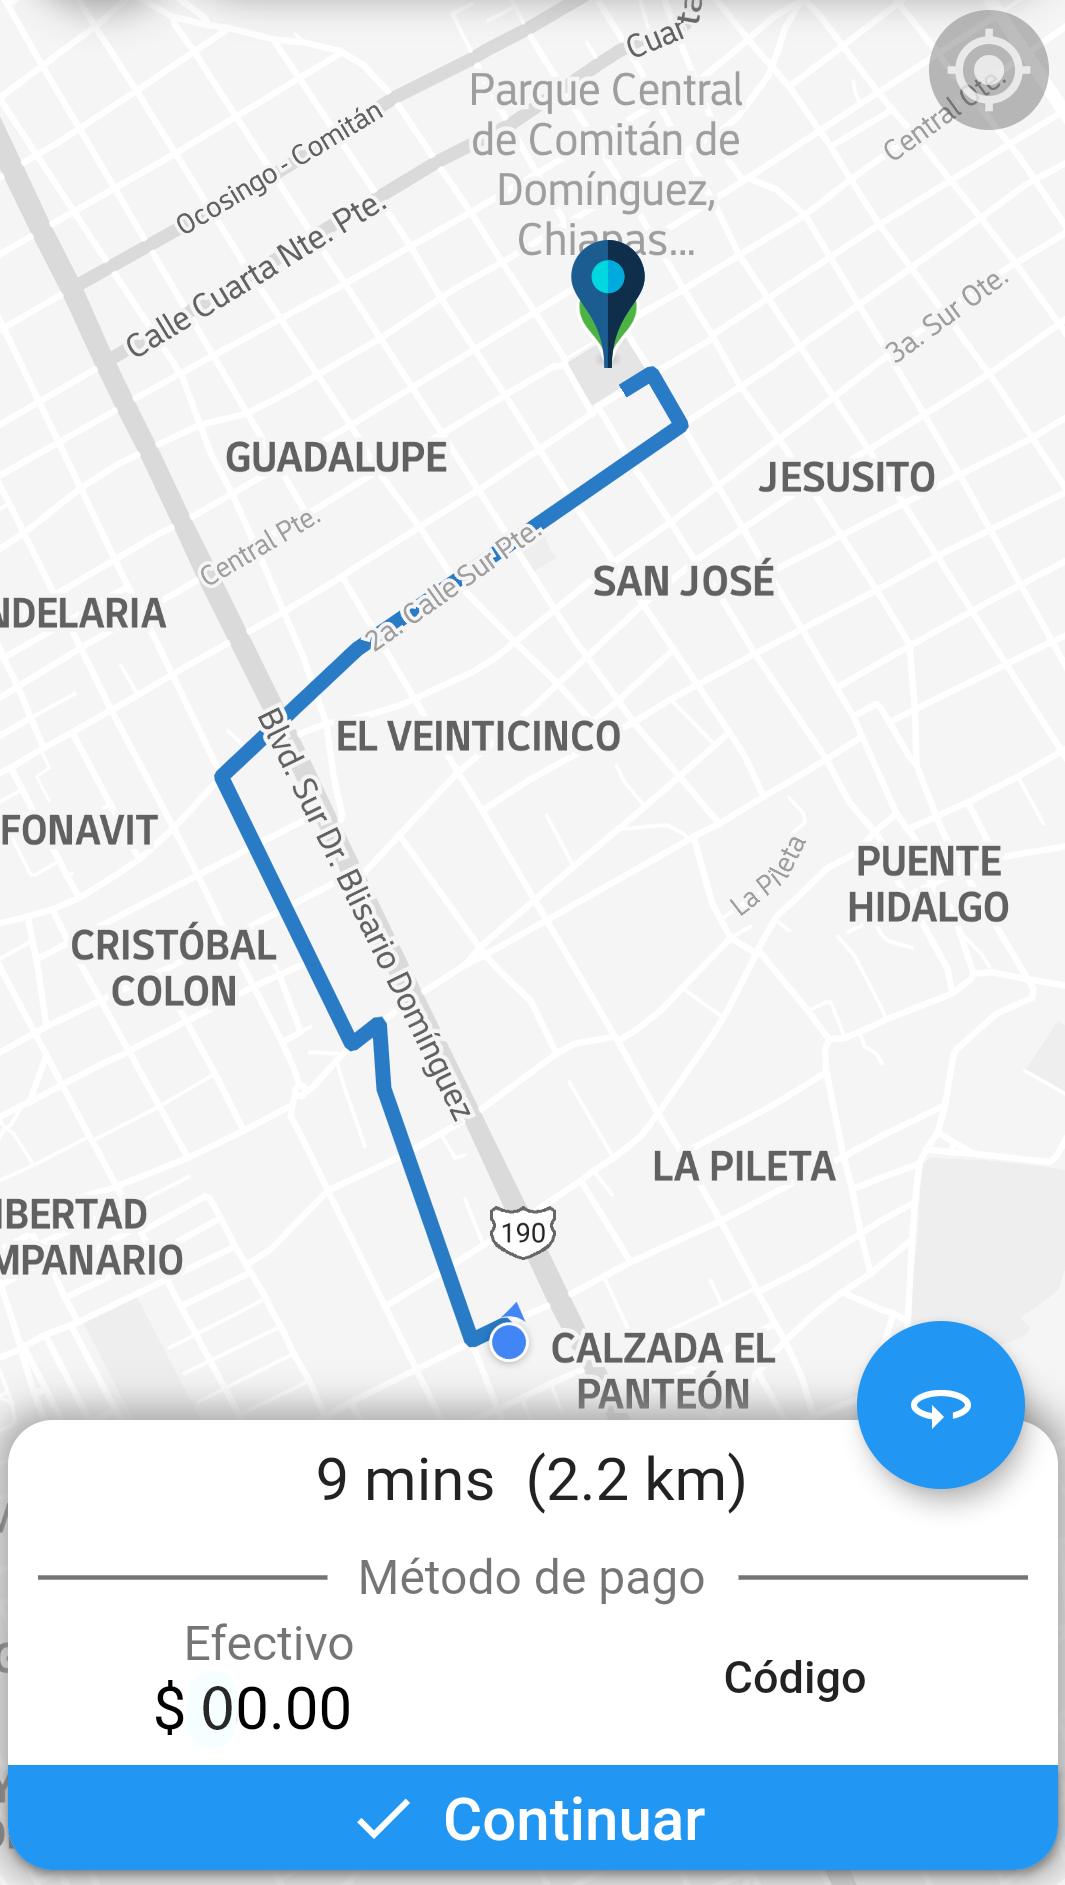 Cuarta
Central Ote.
Parque Central
de Comitán de
Domínguez,
Chiapas...
Ocosingo - Comitán
Calle Cuarta Nte. Pte.
3a. Sur Ote.
GUADALUPE
JESUSITO
Central Pte.
2a. Calle Sur Pte.
SAN JOSÉ
NDELARIA
Blvd. Sur Dr. Blisario Domínguez
EL VEINTICINCO
FONAVIT
La Pileta
PUENTE
HIDALGO
CRISTÓBAL
COLON
LA PILETA
IBERTAD
MPANARIO
190
CALZADA EL
PANTEÓN
9 mins (2.2 km)
Método de pago
Efectivo
$ 00.00
Código
Continuar